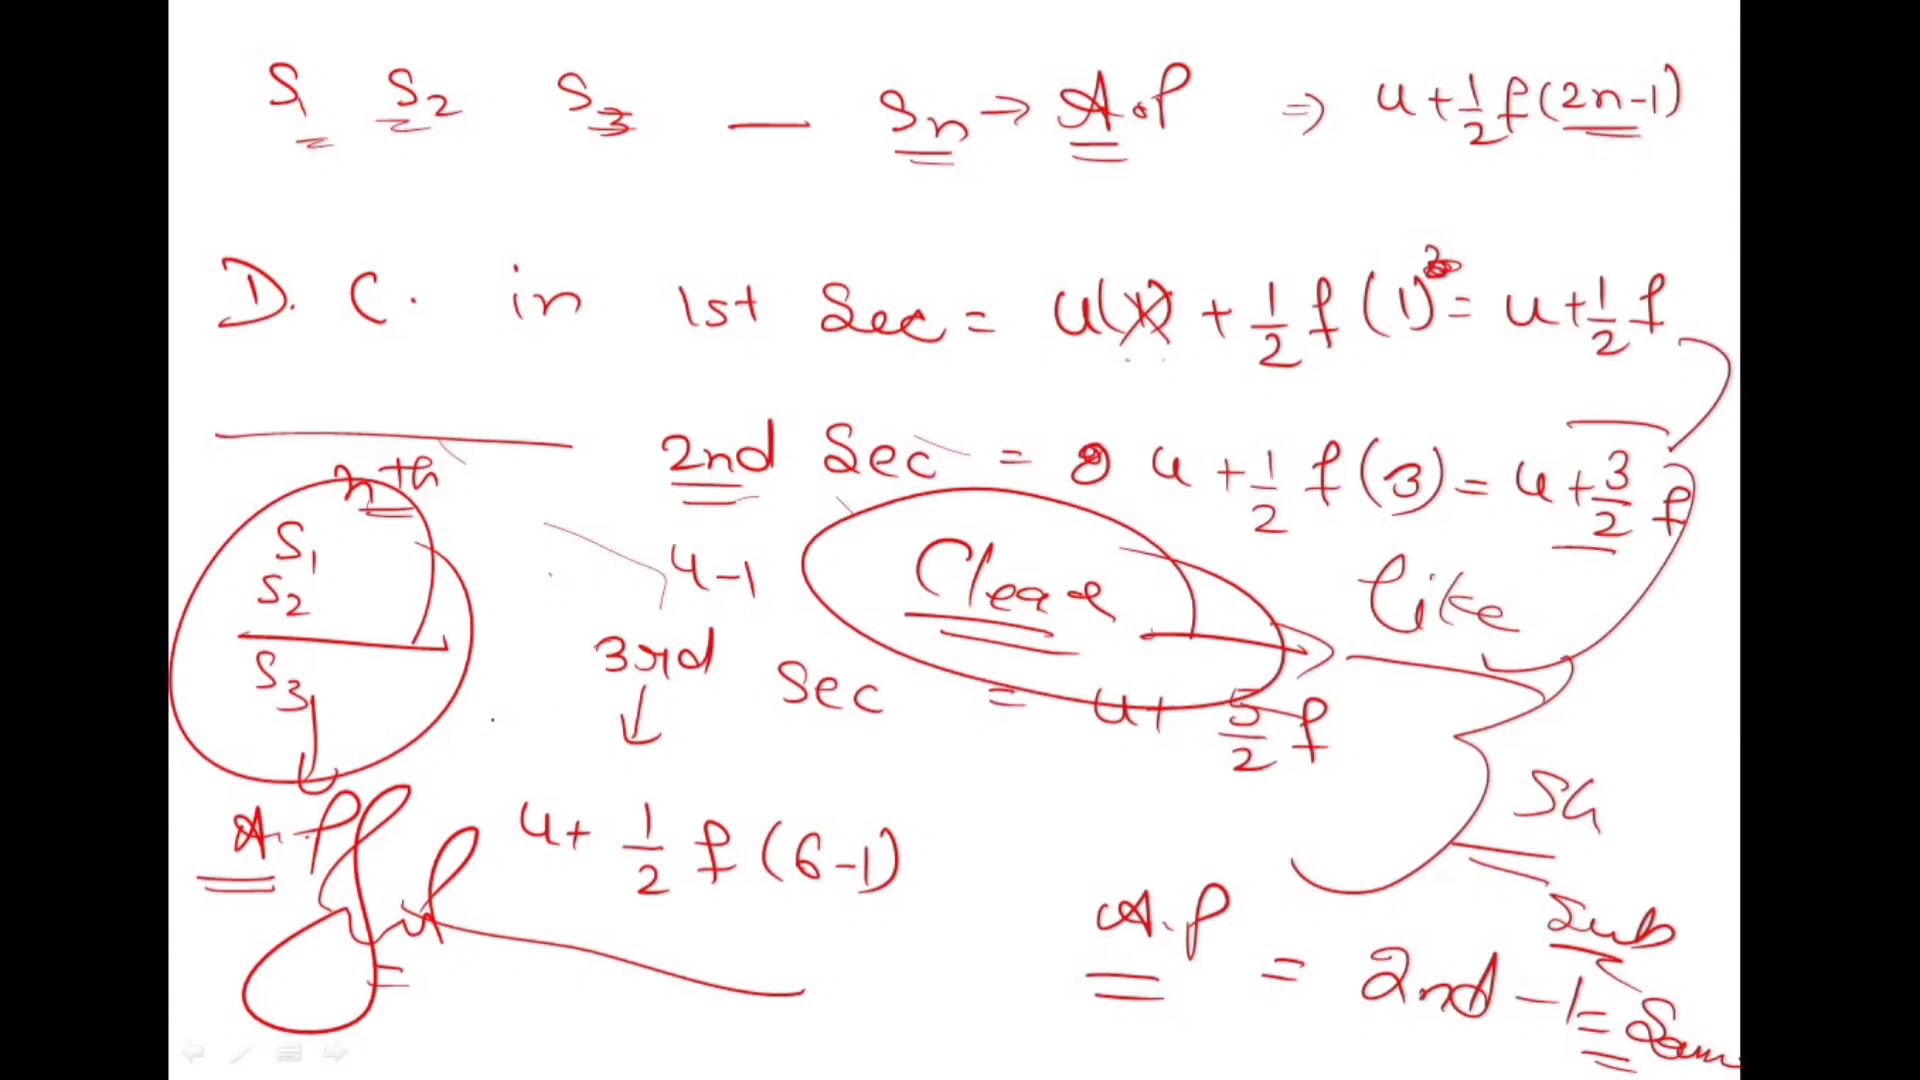 S1 S2 S3 — Sn → A.P ⇒ u+1/2 f(2n-1)
D. C. in 1st Sec = u(1) + 1/2 f(1)² = u+1/2 f
2nd Sec = u + 1/2 f(3) = u+3/2 f
nth
S1
4-1
Clear
Like
S2
3rd Sec = u+ 5/2 f
S3
A.P
u+ 1/2 f (6-1)
A.P = 2nd -1 =
Sub